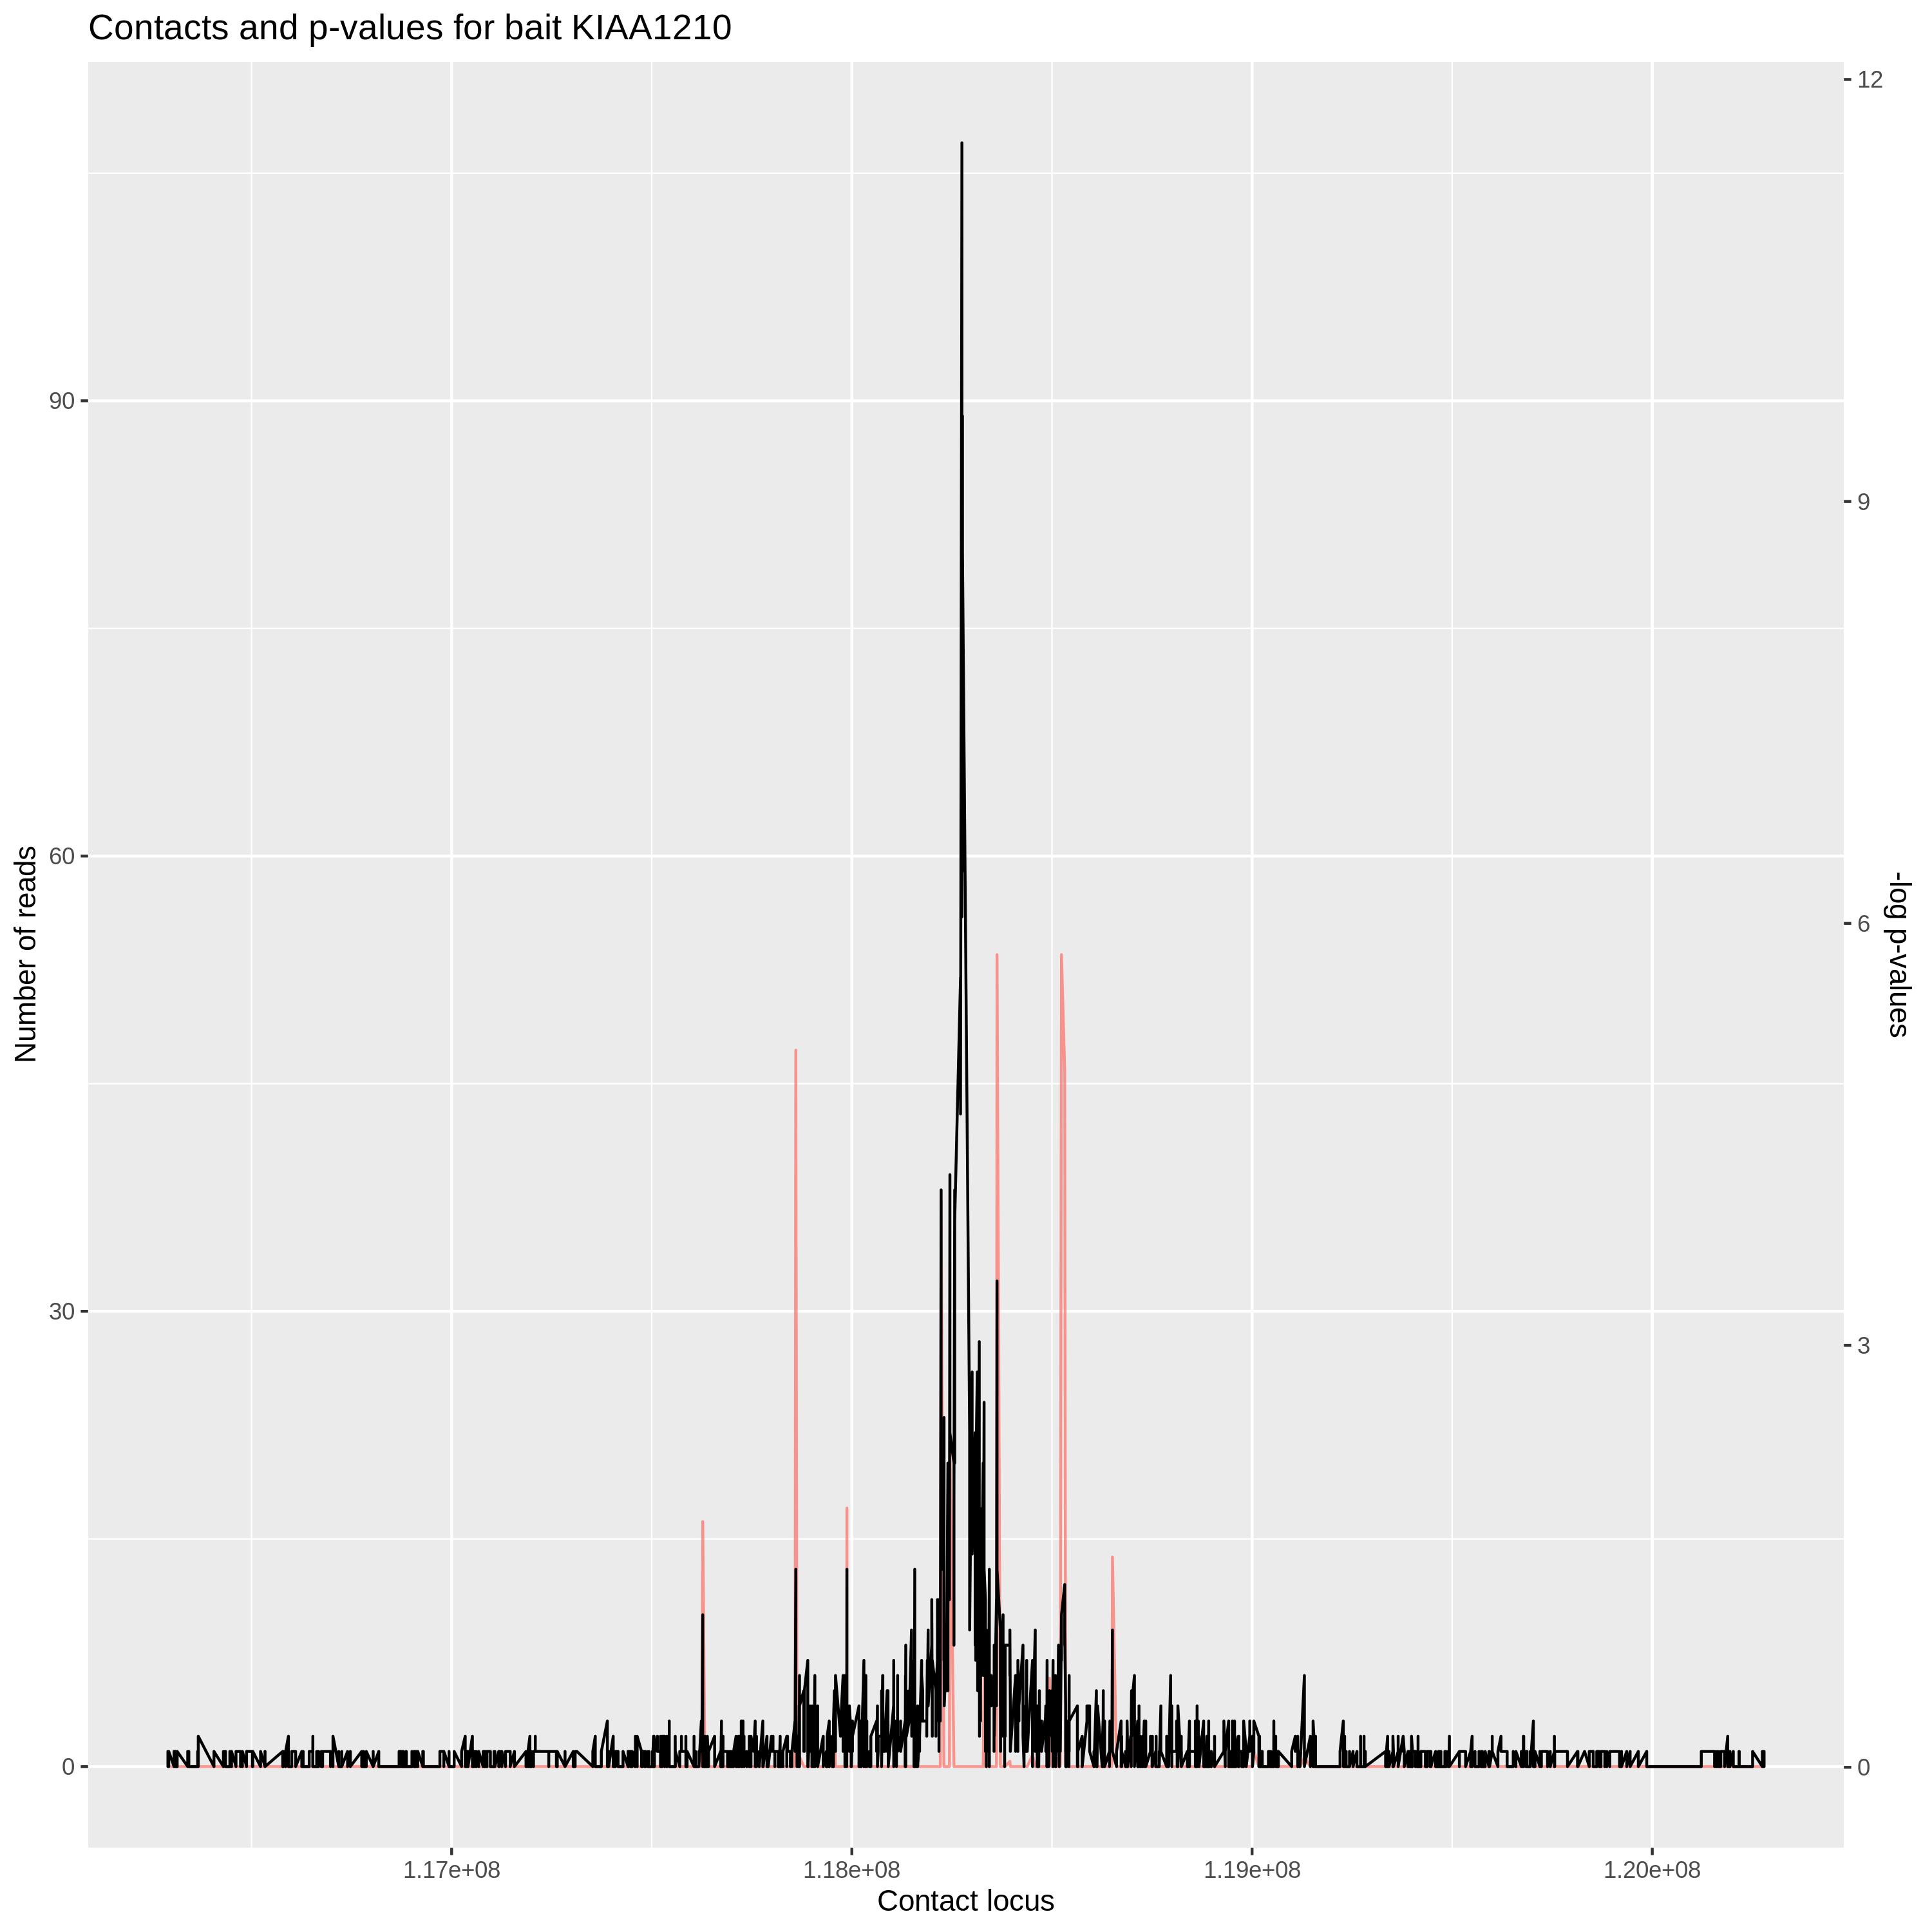 Contacts and p-values for bait KIAA1210
12
9
6
3
0
90
60
30
0
Number of reads
-log p-values
1.17e+08
1.18e+08
1.19e+08
1.20e+08
Contact locus